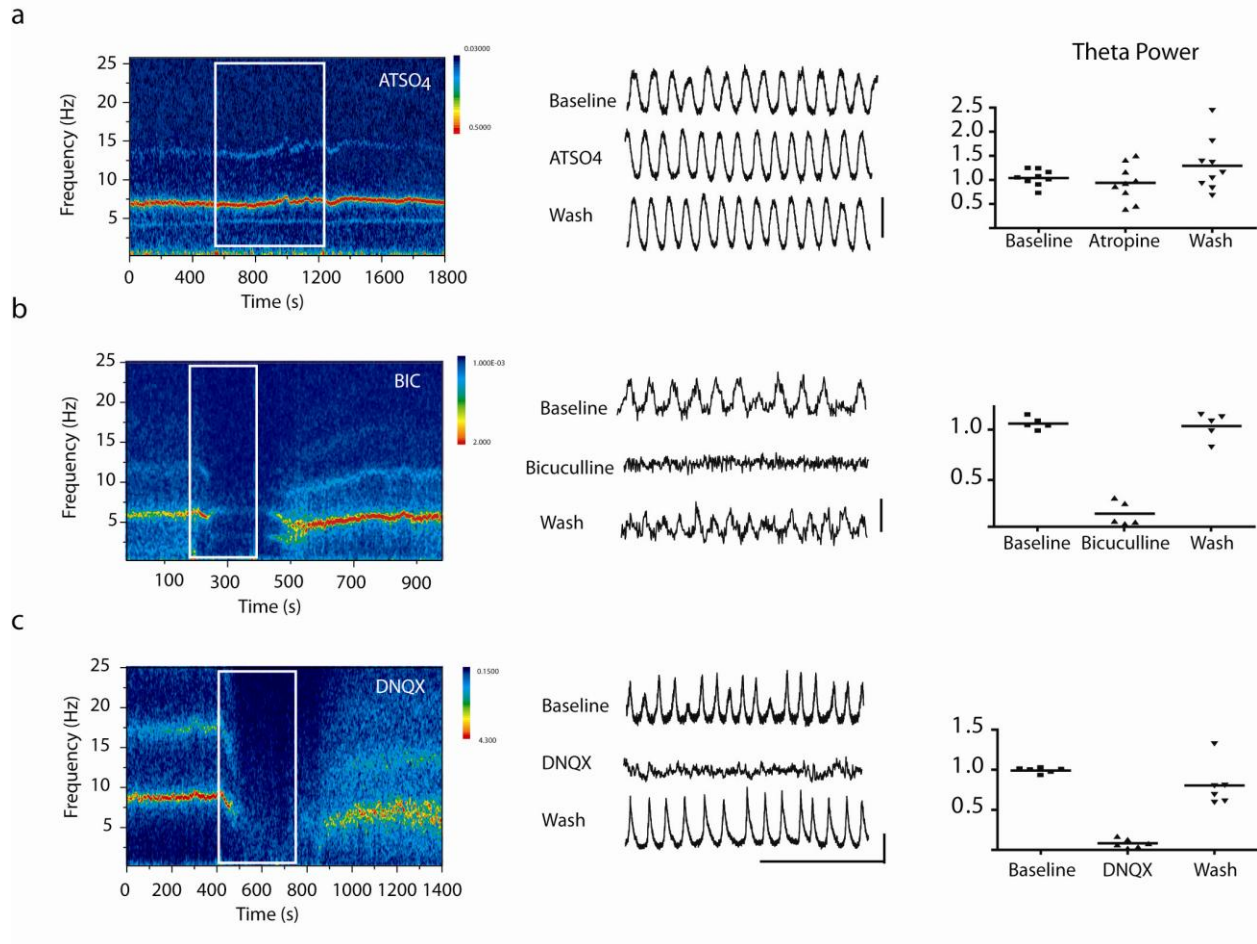 a
Theta Power
25
20
15
10
5
Frequency (Hz)
ATSO4
0.03000
0.5000
0 400 800 1200 1600 1800
Time (s)
Baseline
ATSO4
Wash
2.5
2.0
1.5
1.0
0.5
Baseline Atropine Wash
b
25
20
15
10
5
Frequency (Hz)
BIC
1.000E-03
2.000
100 300 500 700 900
Time (s)
Baseline
Bicuculline
Wash
1.0
0.5
Baseline Bicuculline Wash
c
25
20
15
10
5
Frequency (Hz)
DNQX
0.1500
4.300
0 200 400 600 800 1000 1400
Time (s)
Baseline
DNQX
Wash
1.5
1.0
0.5
Baseline DNQX Wash